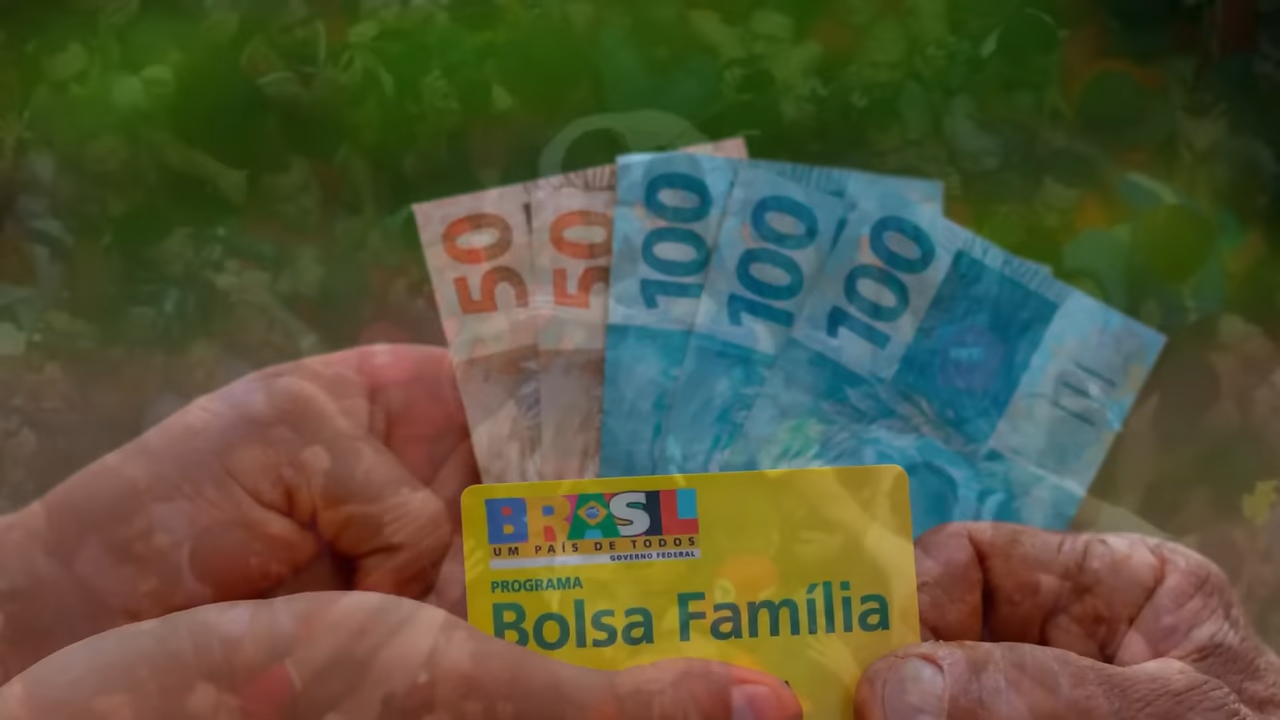 50
50
100
100
100
BRASIL
UM PAÍS DE TODOS
GOVERNO FEDERAL
PROGRAMA
Bolsa Família